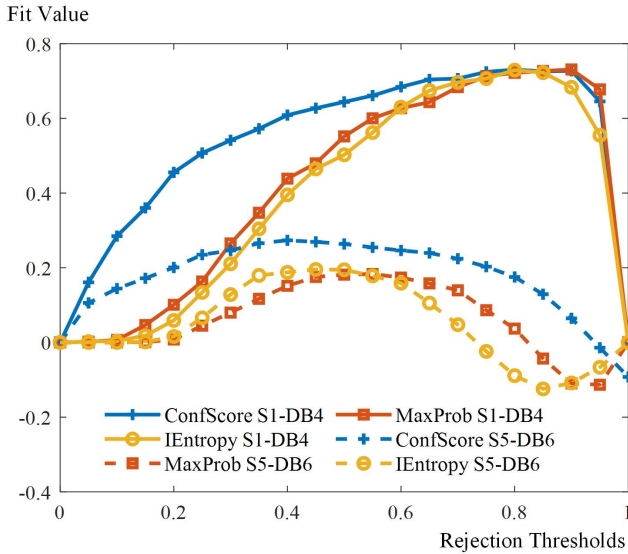 Fit Value
0.8
0.6
0.4
0.2
0
-0.2
-0.4
ConfScore S1-DB4 MaxProb S1-DB4
IEntropy S1-DB4 ConfScore S5-DB6
MaxProb S5-DB6 IEntropy S5-DB6
0 0.2 0.4 0.6 0.8 1
Rejection Thresholds